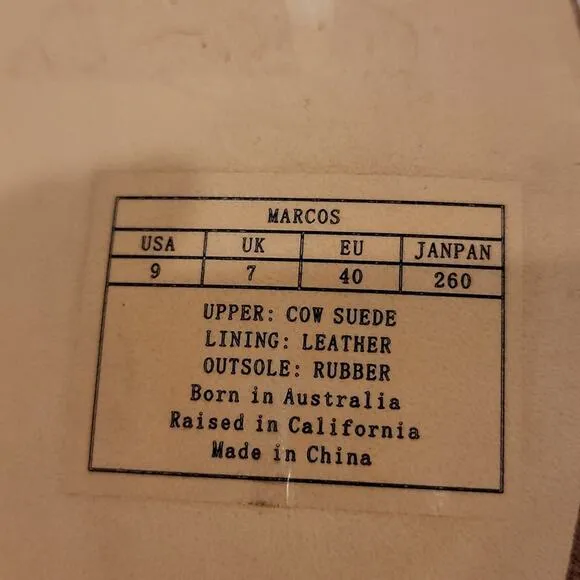 MARCOS
USA UK EU JANPAN
9 7 40 260
UPPER: COW SUEDE
LINING: LEATHER
OUTSOLE: RUBBER
Born in Australia
Raised in California
Made in China